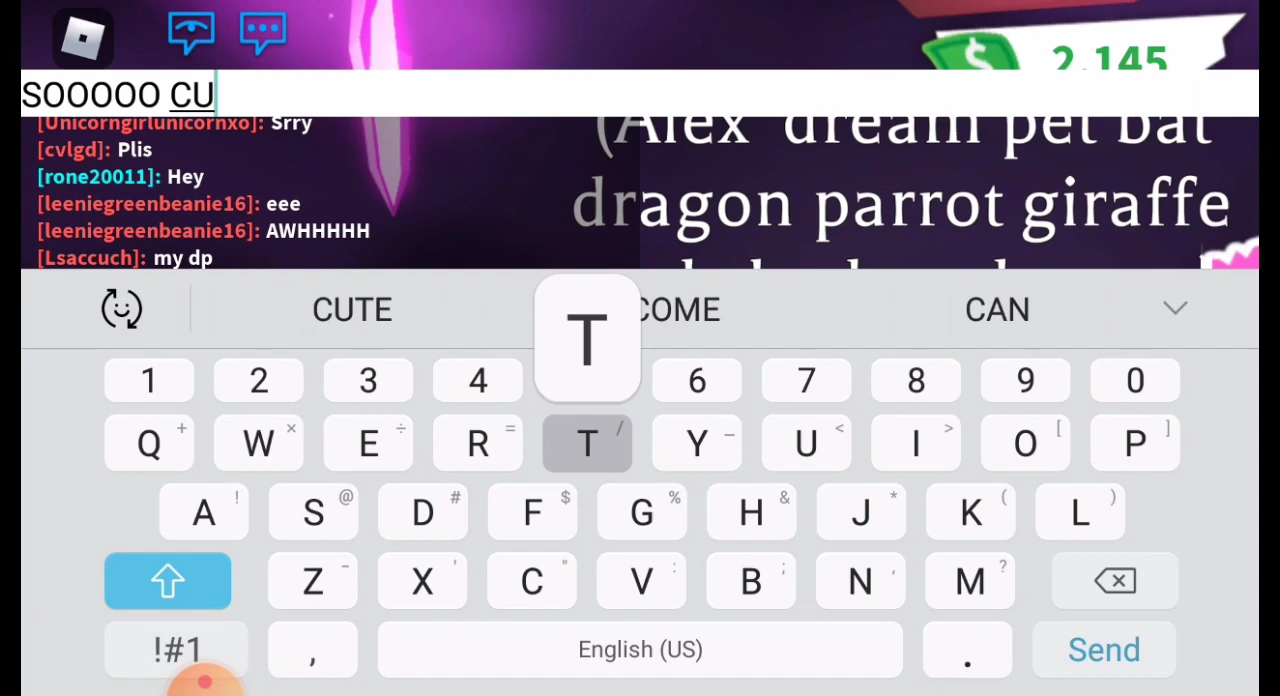 2,145
SOOOOO CU
[Unicorngirlunicornxo]: Srry
[cvlgd]: Plis
[rone20011]: Hey
[leeniegreenbeanie16]: eee
[leeniegreenbeanie16]: AWHHHHH
[Lsaccuch]: my dp
(Alex dream pet bat
dragon parrot giraffe
CUTE COME CAN
T
1 2 3 4 6 7 8 9 0
Q + W × E ÷ R = T / Y _ U < I > O [ P ]
A ! S @ D # F $ G % H & J * K ( L )
Z - X ' C " V : B ; N , M ?
!#1 , English (US) . Send